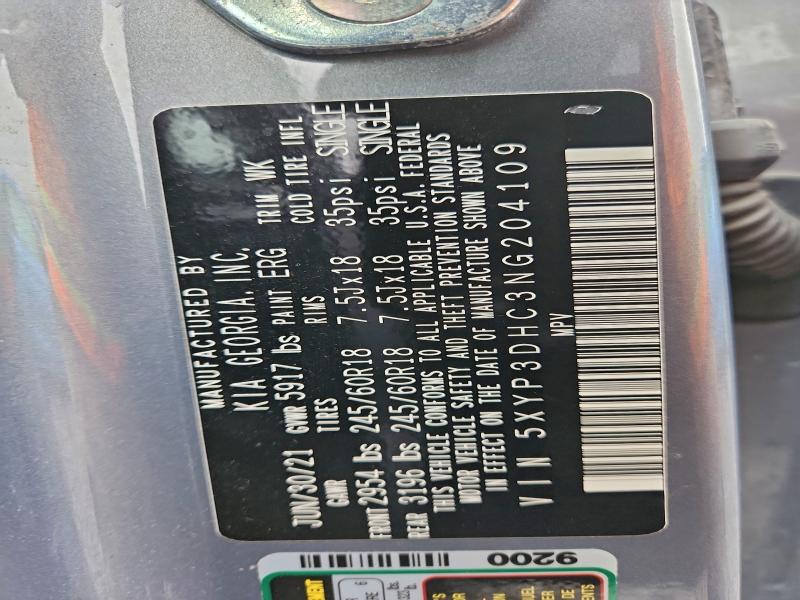 MANUFACTURED BY
KIA GEORGIA, INC.
JUN/30/21 GVWR 5917 lbs PAINT ERG TRIM WK
GAWR TIRES RIMS COLD TIRE INFL
FRONT 2954 lbs 245/60R18 7.5Jx18 35psi SINGLE
REAR 3196 lbs 245/60R18 7.5Jx18 35psi SINGLE
THIS VEHICLE CONFORMS TO ALL APPLICABLE U.S.A. FEDERAL
MOTOR VEHICLE SAFETY AND THEFT PREVENTION STANDARDS
IN EFFECT ON THE DATE OF MANUFACTURE SHOWN ABOVE
VIN 5XYP3DHC3NG204109
MPV
9200